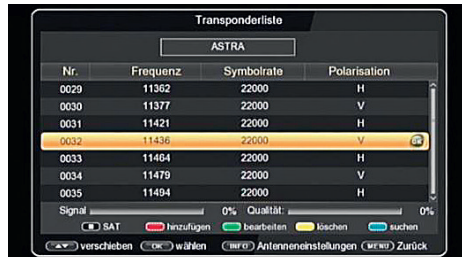 Transponderliste
ASTRA
Nr. Frequenz Symbolrate Polarisation
0029 11362 22000 H
0030 11377 22000 V
0031 11421 22000 H
0032 11436 22000 V OK
0033 11464 22000 H
0034 11479 22000 V
0035 11494 22000 H
Signal 0% Qualität: 0%
SAT hinzufügen bearbeiten löschen suchen
verschieben OK wählen INFO Antenneneinstellungen MENU Zurück